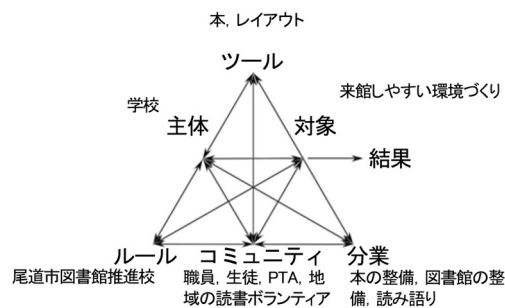 本, レイアウト
ツール
来館しやすい環境づくり
学校
主体
対象
結果
ルール
コミュニティ
分業
尾道市図書館推進校
職員, 生徒, PTA, 地
域の読書ボランティア
本の整備, 図書館の整
備, 読み語り